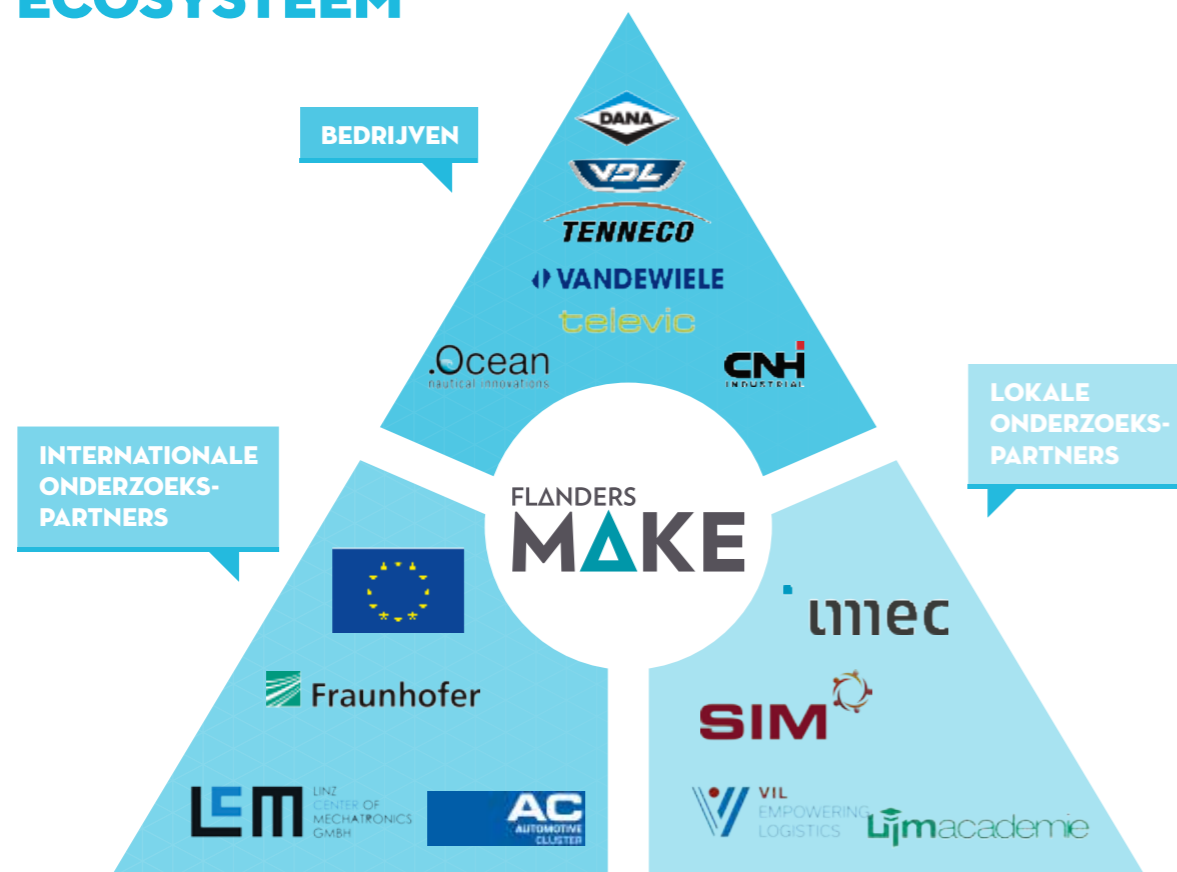 ECOSYSTEEM
BEDRIJVEN
DANA
VDL
TENNECO
VANDEWIELE
televic
.Ocean
nautical innovations
CNH
INDUSTRIAL
LOKALE
ONDERZOEKS-
PARTNERS
INTERNATIONALE
ONDERZOEKS-
PARTNERS
FLANDERS
MAKE
imec
Fraunhofer
SIM
LCM
LINZ
CENTER OF
MECHATRONICS
GMBH
AC
AUTOMOTIVE
CLUSTER
VIL
EMPOWERING
LOGISTICS
Lijmacademie